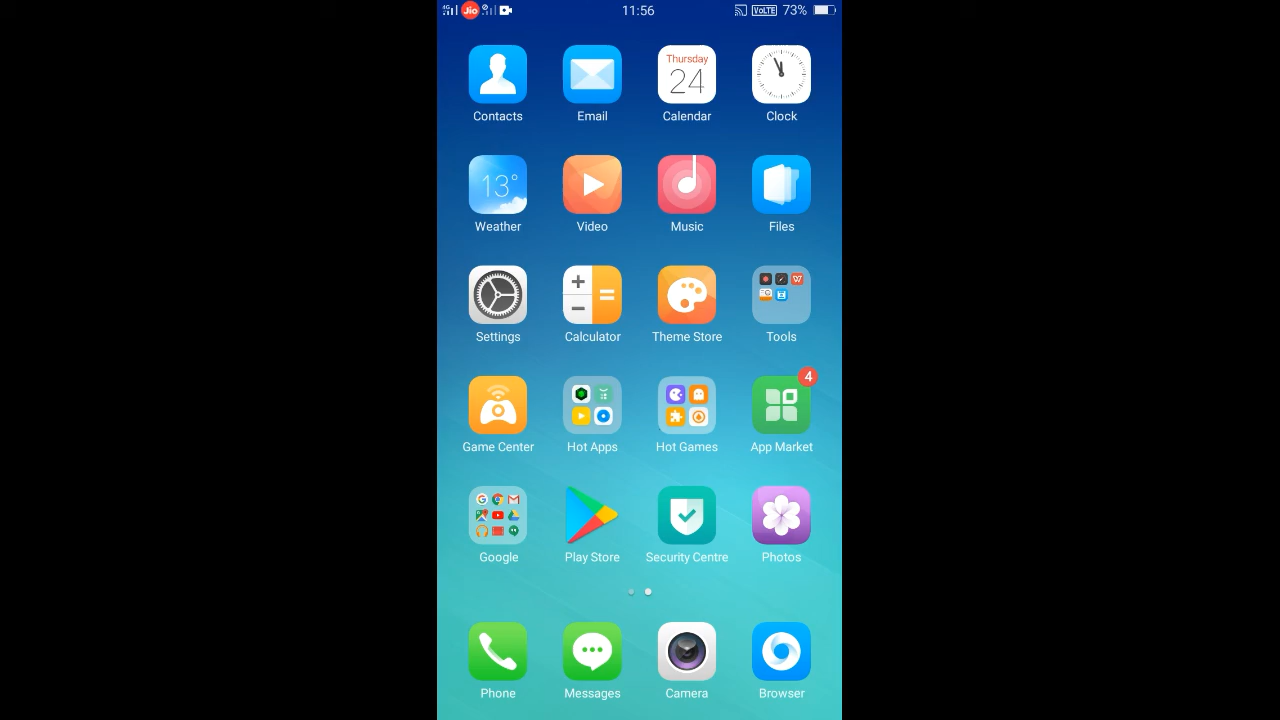 4G Jio 11:56 VoLTE 73%
Thursday
24
Contacts Email Calendar Clock
13°
Weather Video Music Files
Settings Calculator Theme Store Tools
4
Game Center Hot Apps Hot Games App Market
Google Play Store Security Centre Photos
Phone Messages Camera Browser